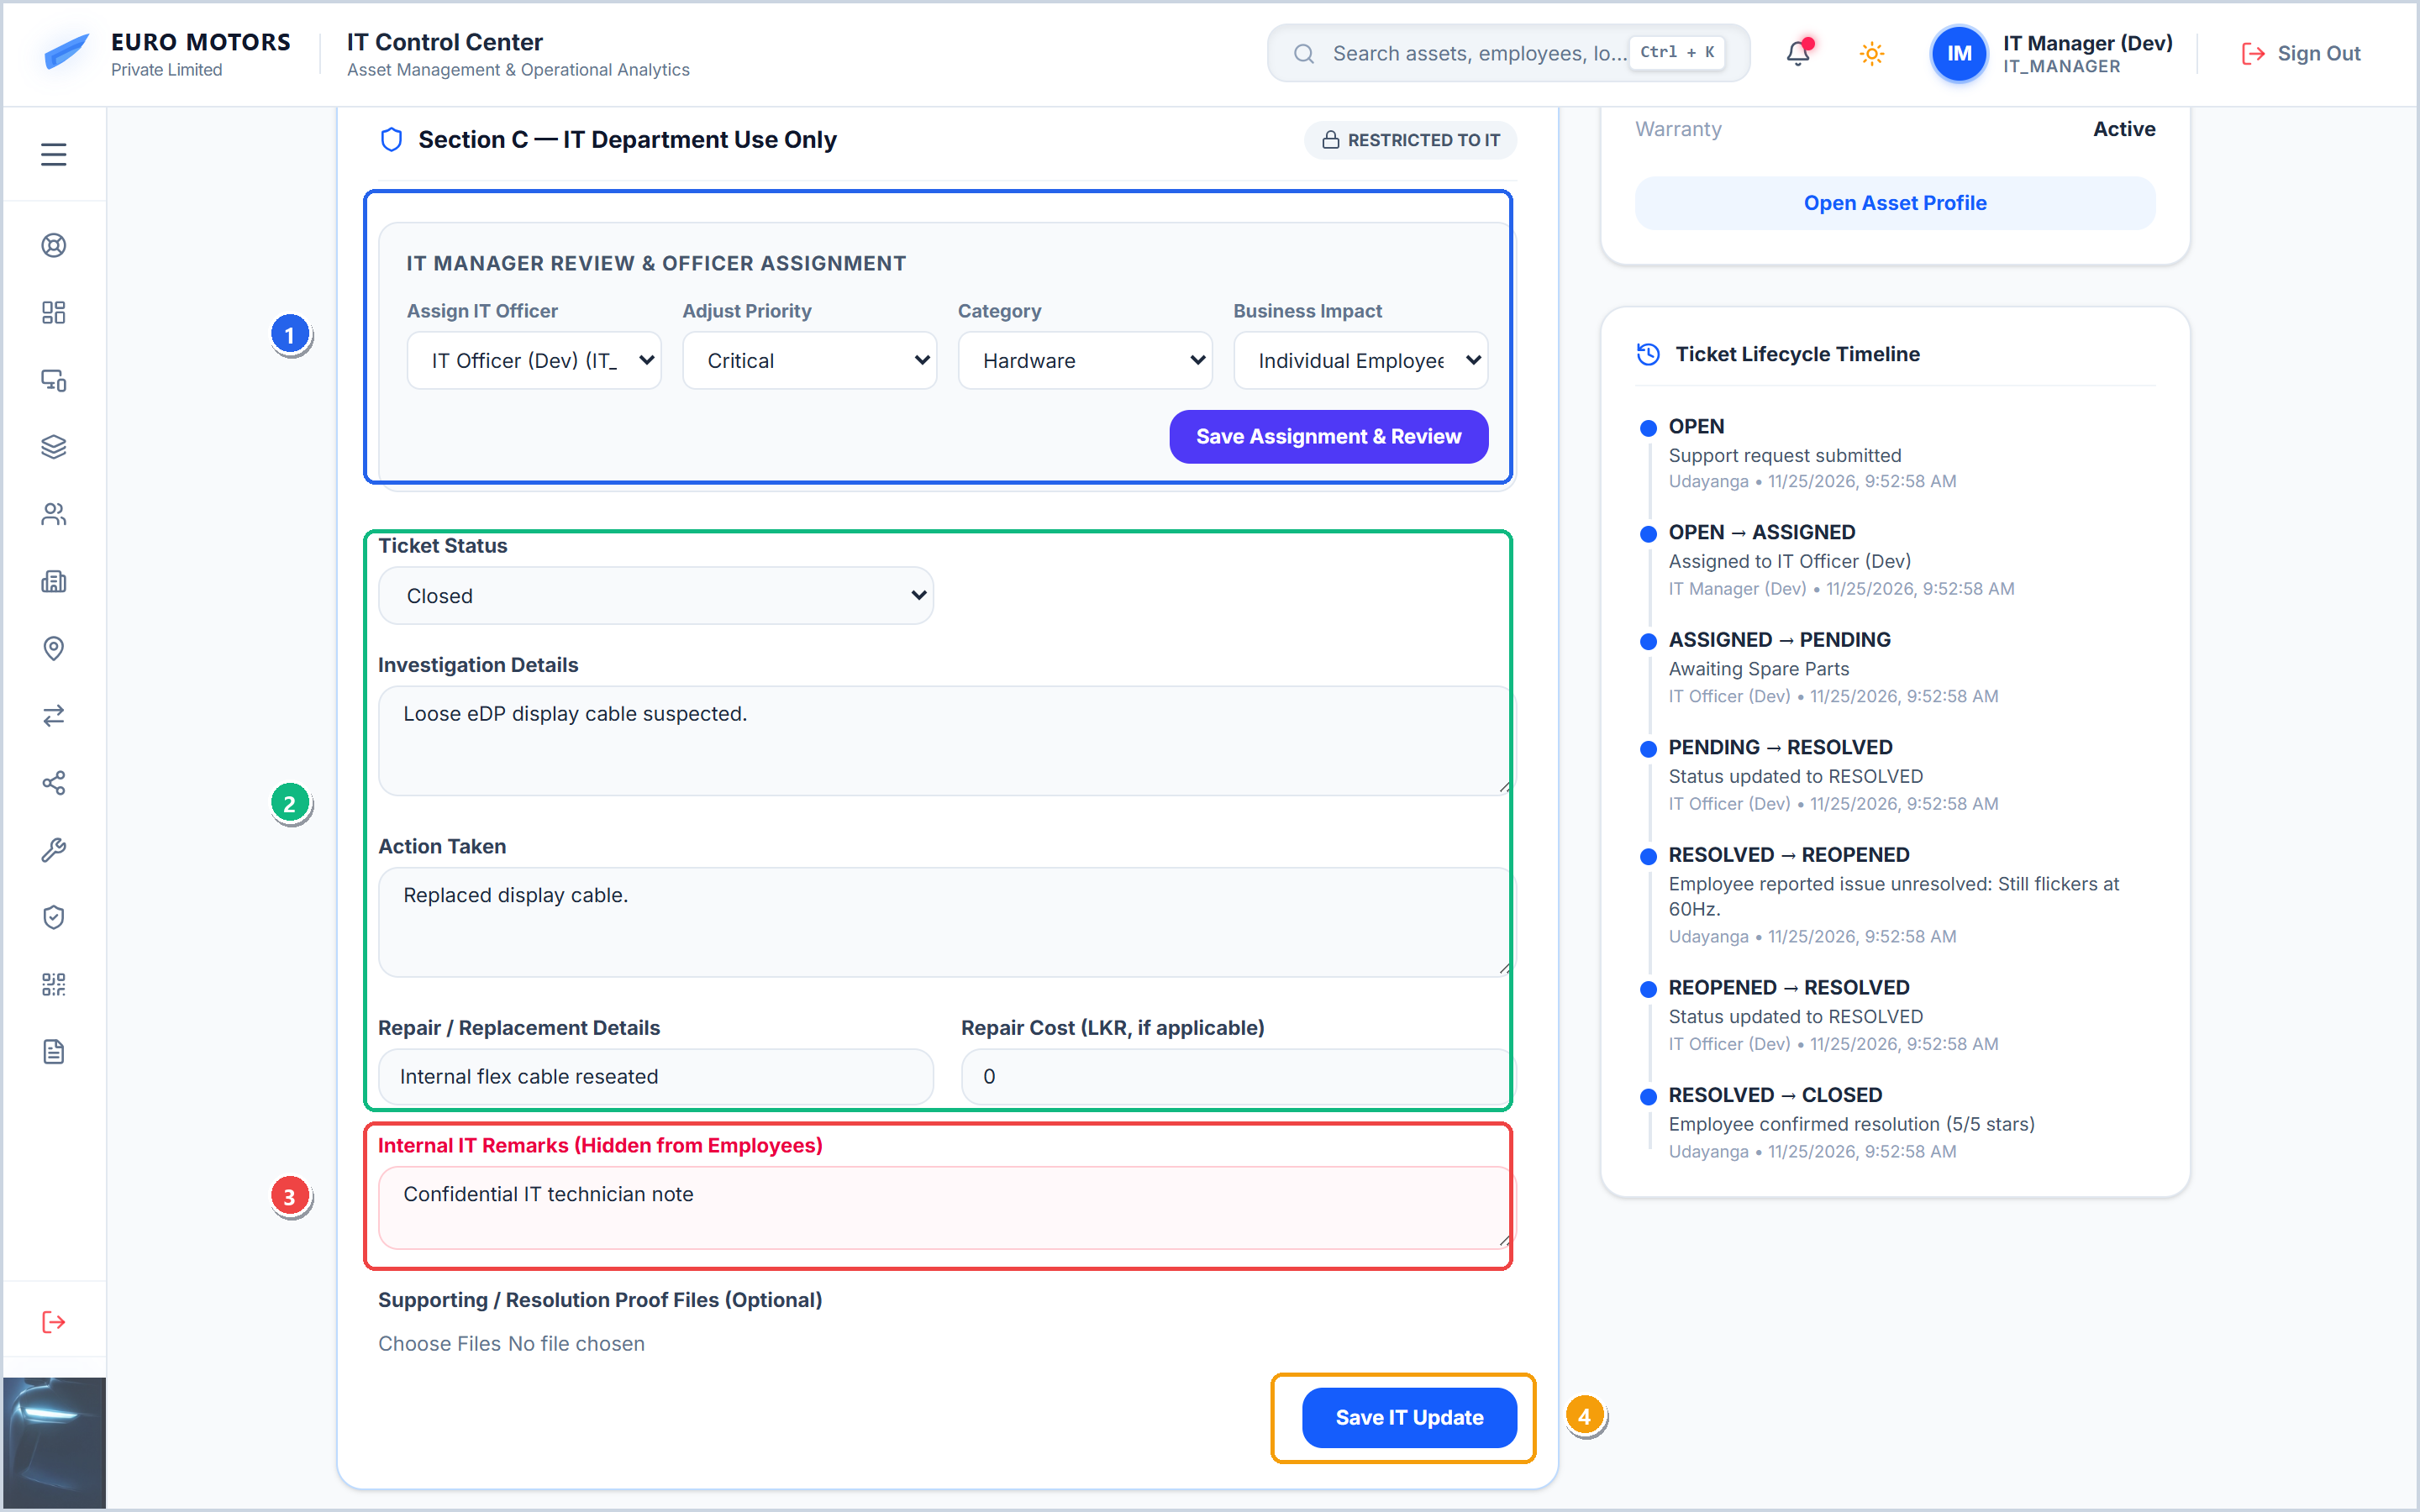 EURO MOTORS
Private Limited
IT Control Center
Asset Management & Operational Analytics
Search assets, employees, lo...
Ctrl + K
IM
IT Manager (Dev)
IT_MANAGER
Sign Out
Section C — IT Department Use Only
RESTRICTED TO IT
1
IT MANAGER REVIEW & OFFICER ASSIGNMENT
Assign IT Officer
Adjust Priority
Category
Business Impact
IT Officer (Dev) (IT_
Critical
Hardware
Individual Employee
Save Assignment & Review
2
Ticket Status
Closed
Investigation Details
Loose eDP display cable suspected.
Action Taken
Replaced display cable.
Repair / Replacement Details
Repair Cost (LKR, if applicable)
Internal flex cable reseated
0
3
Internal IT Remarks (Hidden from Employees)
Confidential IT technician note
Supporting / Resolution Proof Files (Optional)
Choose Files No file chosen
Save IT Update
4
Warranty
Active
Open Asset Profile
Ticket Lifecycle Timeline
OPEN
Support request submitted
Udayanga • 11/25/2026, 9:52:58 AM
OPEN → ASSIGNED
Assigned to IT Officer (Dev)
IT Manager (Dev) • 11/25/2026, 9:52:58 AM
ASSIGNED → PENDING
Awaiting Spare Parts
IT Officer (Dev) • 11/25/2026, 9:52:58 AM
PENDING → RESOLVED
Status updated to RESOLVED
IT Officer (Dev) • 11/25/2026, 9:52:58 AM
RESOLVED → REOPENED
Employee reported issue unresolved: Still flickers at
60Hz.
Udayanga • 11/25/2026, 9:52:58 AM
REOPENED → RESOLVED
Status updated to RESOLVED
IT Officer (Dev) • 11/25/2026, 9:52:58 AM
RESOLVED → CLOSED
Employee confirmed resolution (5/5 stars)
Udayanga • 11/25/2026, 9:52:58 AM